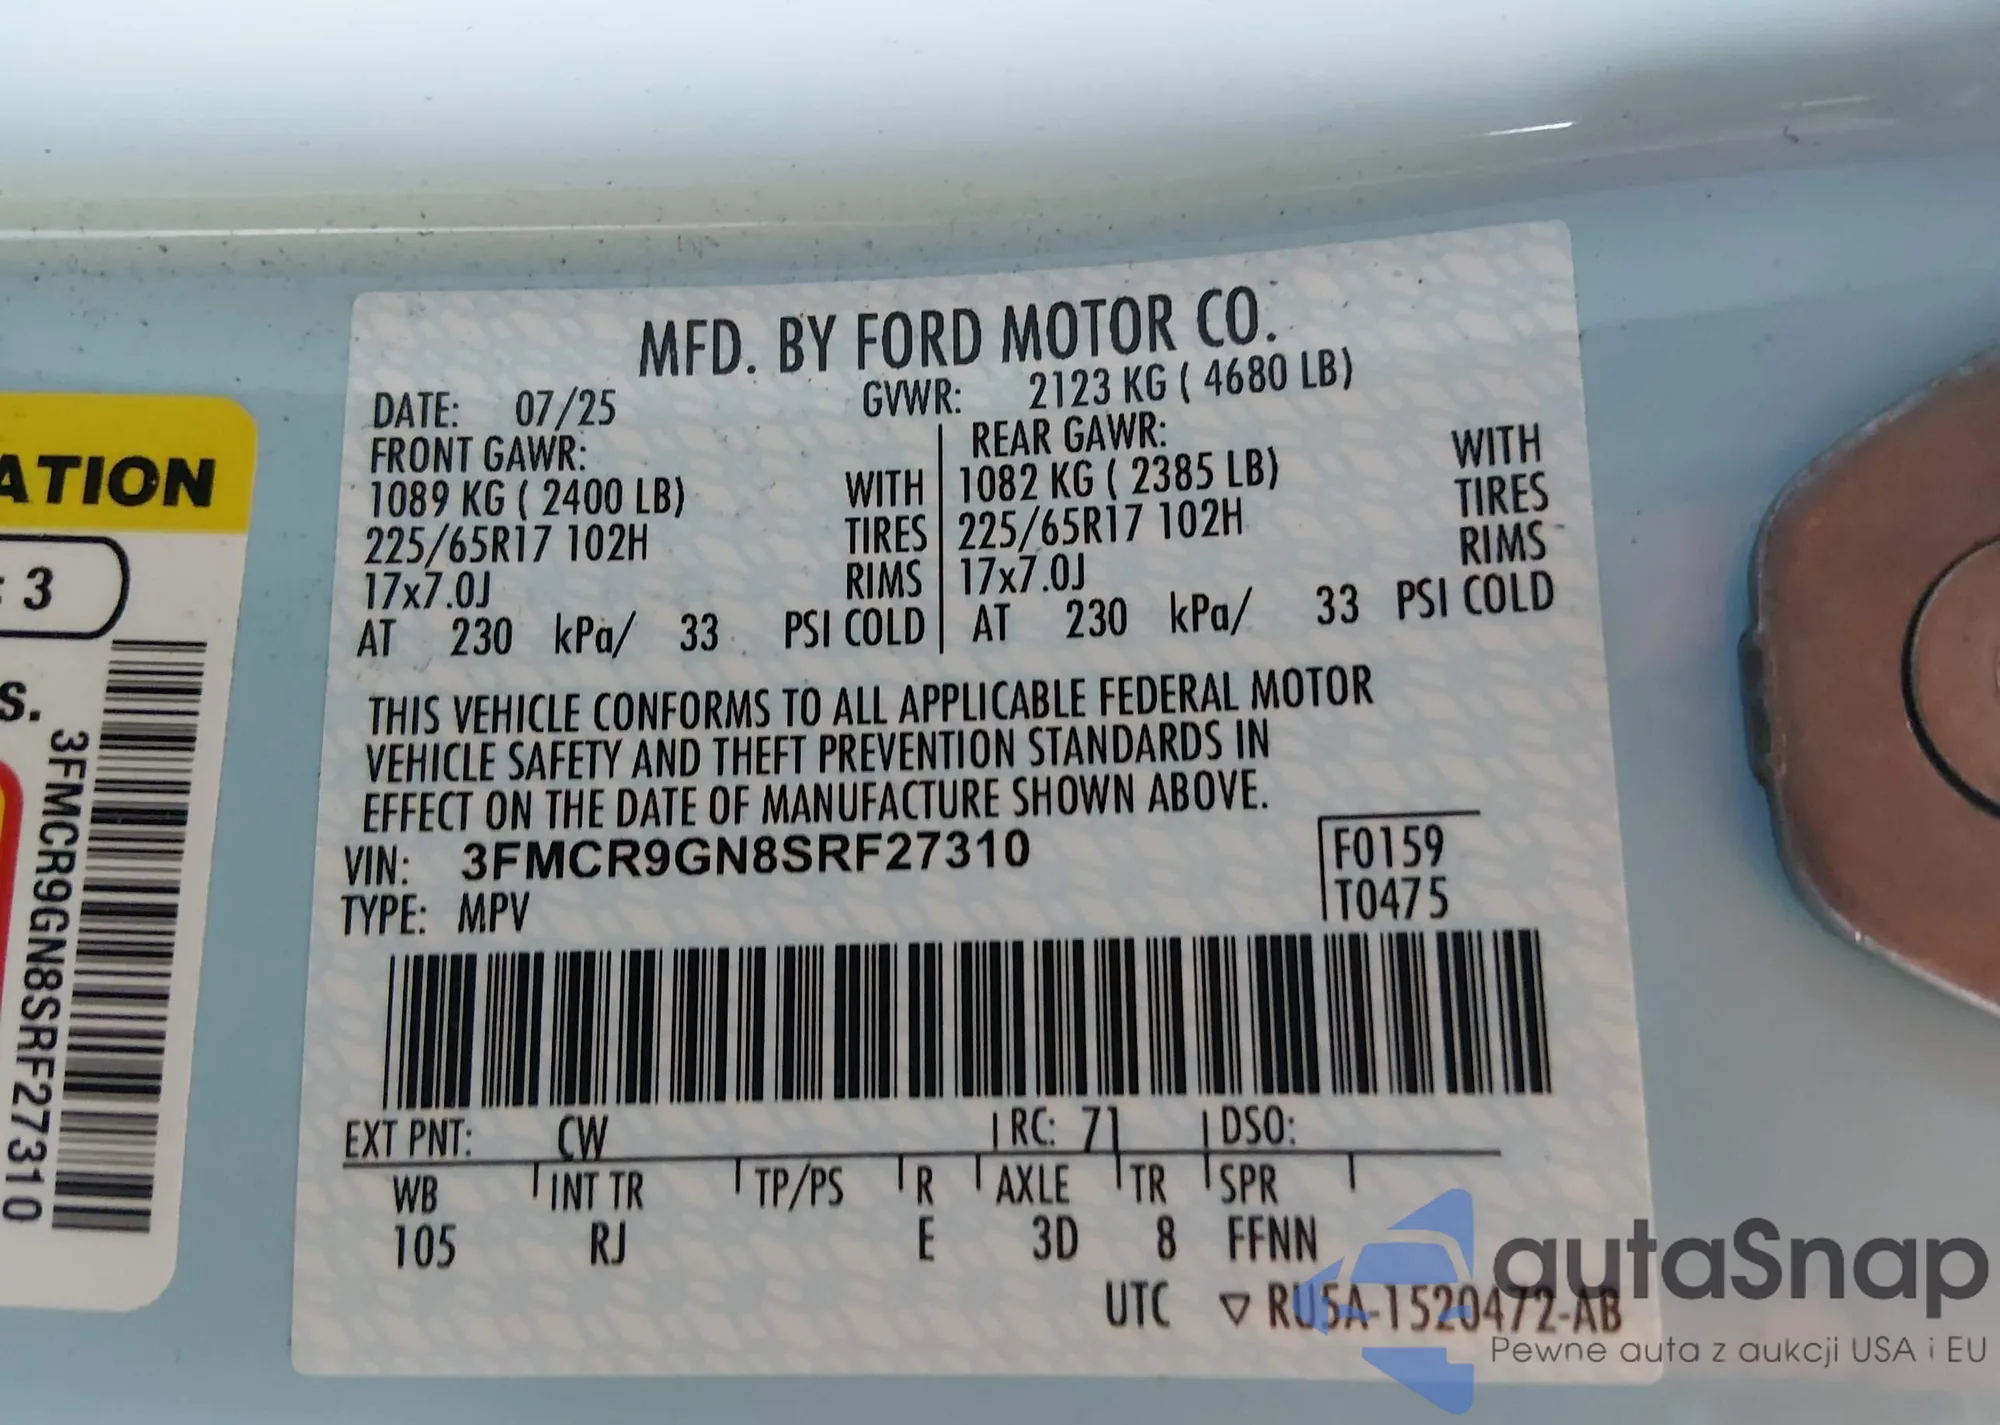 MFD. BY FORD MOTOR CO.
DATE: 07/25 GVWR: 2123 KG ( 4680 LB)
FRONT GAWR: REAR GAWR:
1089 KG ( 2400 LB) WITH 1082 KG ( 2385 LB) WITH
225/65R17 102H TIRES 225/65R17 102H TIRES
17x7.0J RIMS 17x7.0J RIMS
AT 230 kPa/ 33 PSI COLD AT 230 kPa/ 33 PSI COLD
THIS VEHICLE CONFORMS TO ALL APPLICABLE FEDERAL MOTOR
VEHICLE SAFETY AND THEFT PREVENTION STANDARDS IN
EFFECT ON THE DATE OF MANUFACTURE SHOWN ABOVE.
VIN: 3FMCR9GN8SRF27310 F0159
TYPE: MPV T0475
EXT PNT: CW RC: 71 DSO:
WB INT TR TP/PS R AXLE TR SPR
105 RJ E 3D 8 FFNN
UTC ▽ RU5A-1520472-AB
ATION
: 3
S.
3FMCR9GN8SRF27310
autaSnap
Pewne auta z aukcji USA i EU